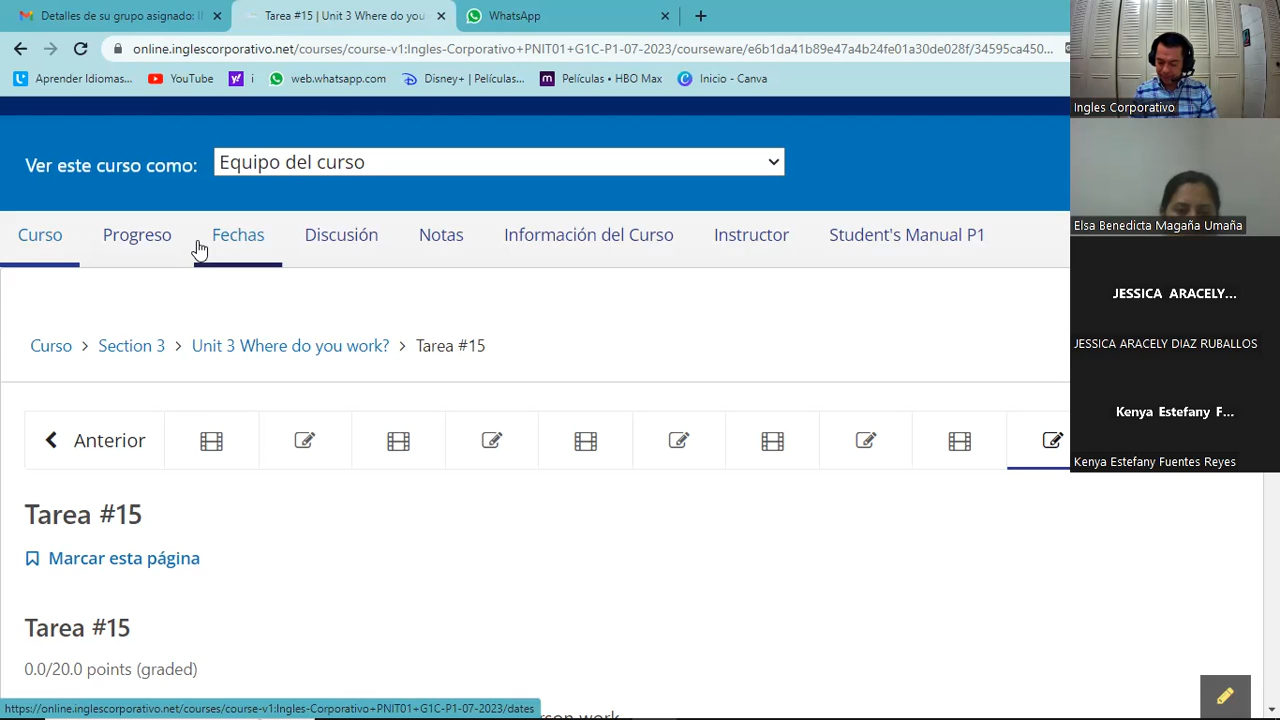 Detalles de su grupo asignado: I
Tarea #15 | Unit 3 Where do you
WhatsApp
online.inglescorporativo.net/courses/course-v1:Ingles-Corporativo+PNIT01+G1C-P1-07-2023/courseware/e6b1da41b89e47a4b24fe01a30de028f/34595ca450...
Aprender Idiomas...
YouTube
i
web.whatsapp.com
Disney+ | Películas...
Películas • HBO Max
Inicio - Canva
Ver este curso como:
Equipo del curso
Curso
Progreso
Fechas
Discusión
Notas
Información del Curso
Instructor
Student's Manual P1
Curso > Section 3 > Unit 3 Where do you work? > Tarea #15
Anterior
Tarea #15
Marcar esta página
Tarea #15
0.0/20.0 points (graded)
https://online.inglescorporativo.net/courses/course-v1:Ingles-Corporativo+PNIT01+G1C-P1-07-2023/dates
Ingles Corporativo
Elsa Benedicta Magaña Umaña
JESSICA ARACELY...
JESSICA ARACELY DIAZ RUBALLOS
Kenya Estefany F...
Kenya Estefany Fuentes Reyes